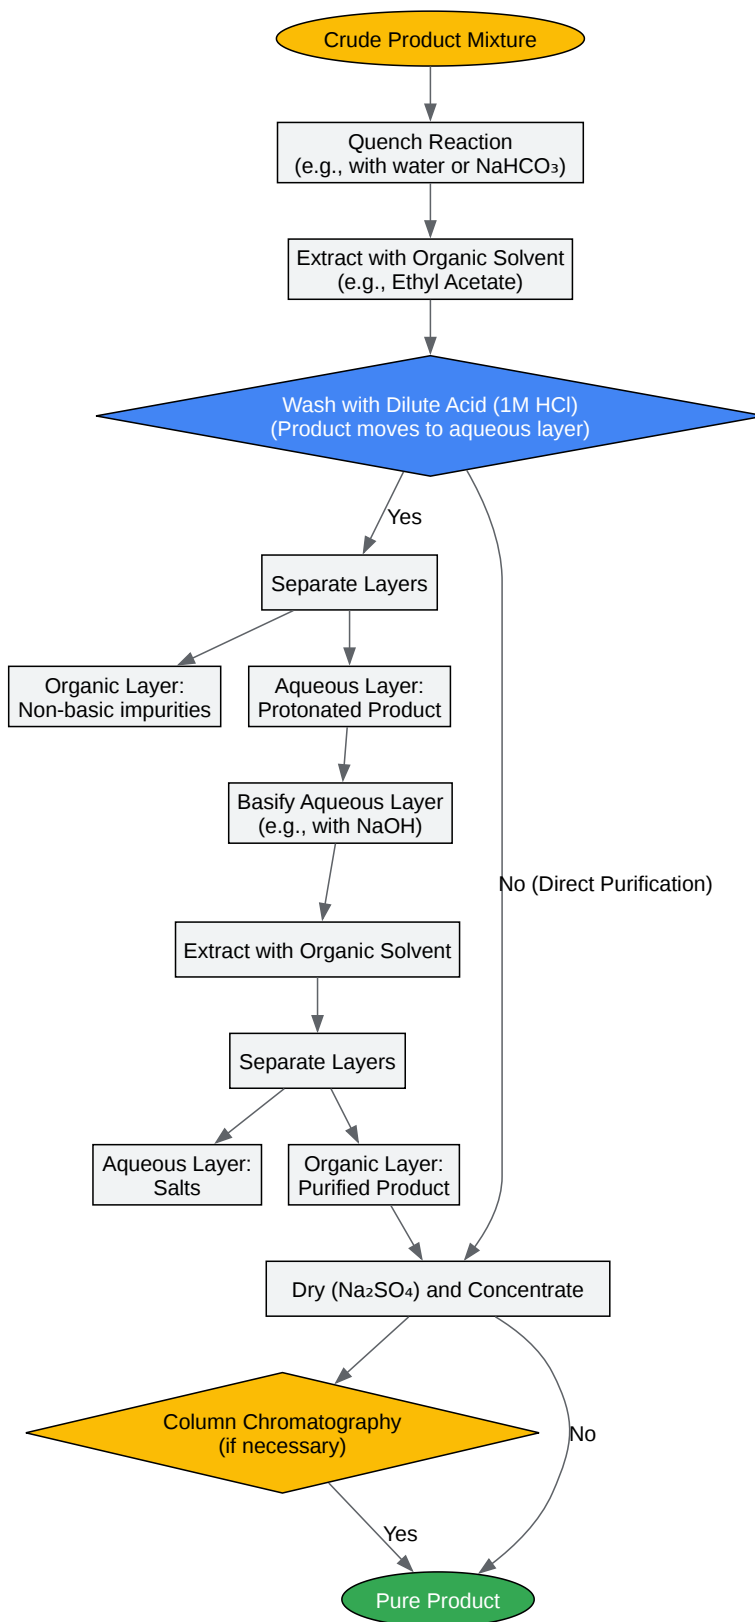 Crude Product Mixture
Quench Reaction
(e.g., with water or NaHCO₃)
Extract with Organic Solvent
(e.g., Ethyl Acetate)
Wash with Dilute Acid (1M HCl)
(Product moves to aqueous layer)
Yes
Separate Layers
Organic Layer:
Non-basic impurities
Aqueous Layer:
Protonated Product
Basify Aqueous Layer
(e.g., with NaOH)
No (Direct Purification)
Extract with Organic Solvent
Separate Layers
Aqueous Layer:
Salts
Organic Layer:
Purified Product
Dry (Na₂SO₄) and Concentrate
Column Chromatography
(if necessary)
No
Yes
Pure Product